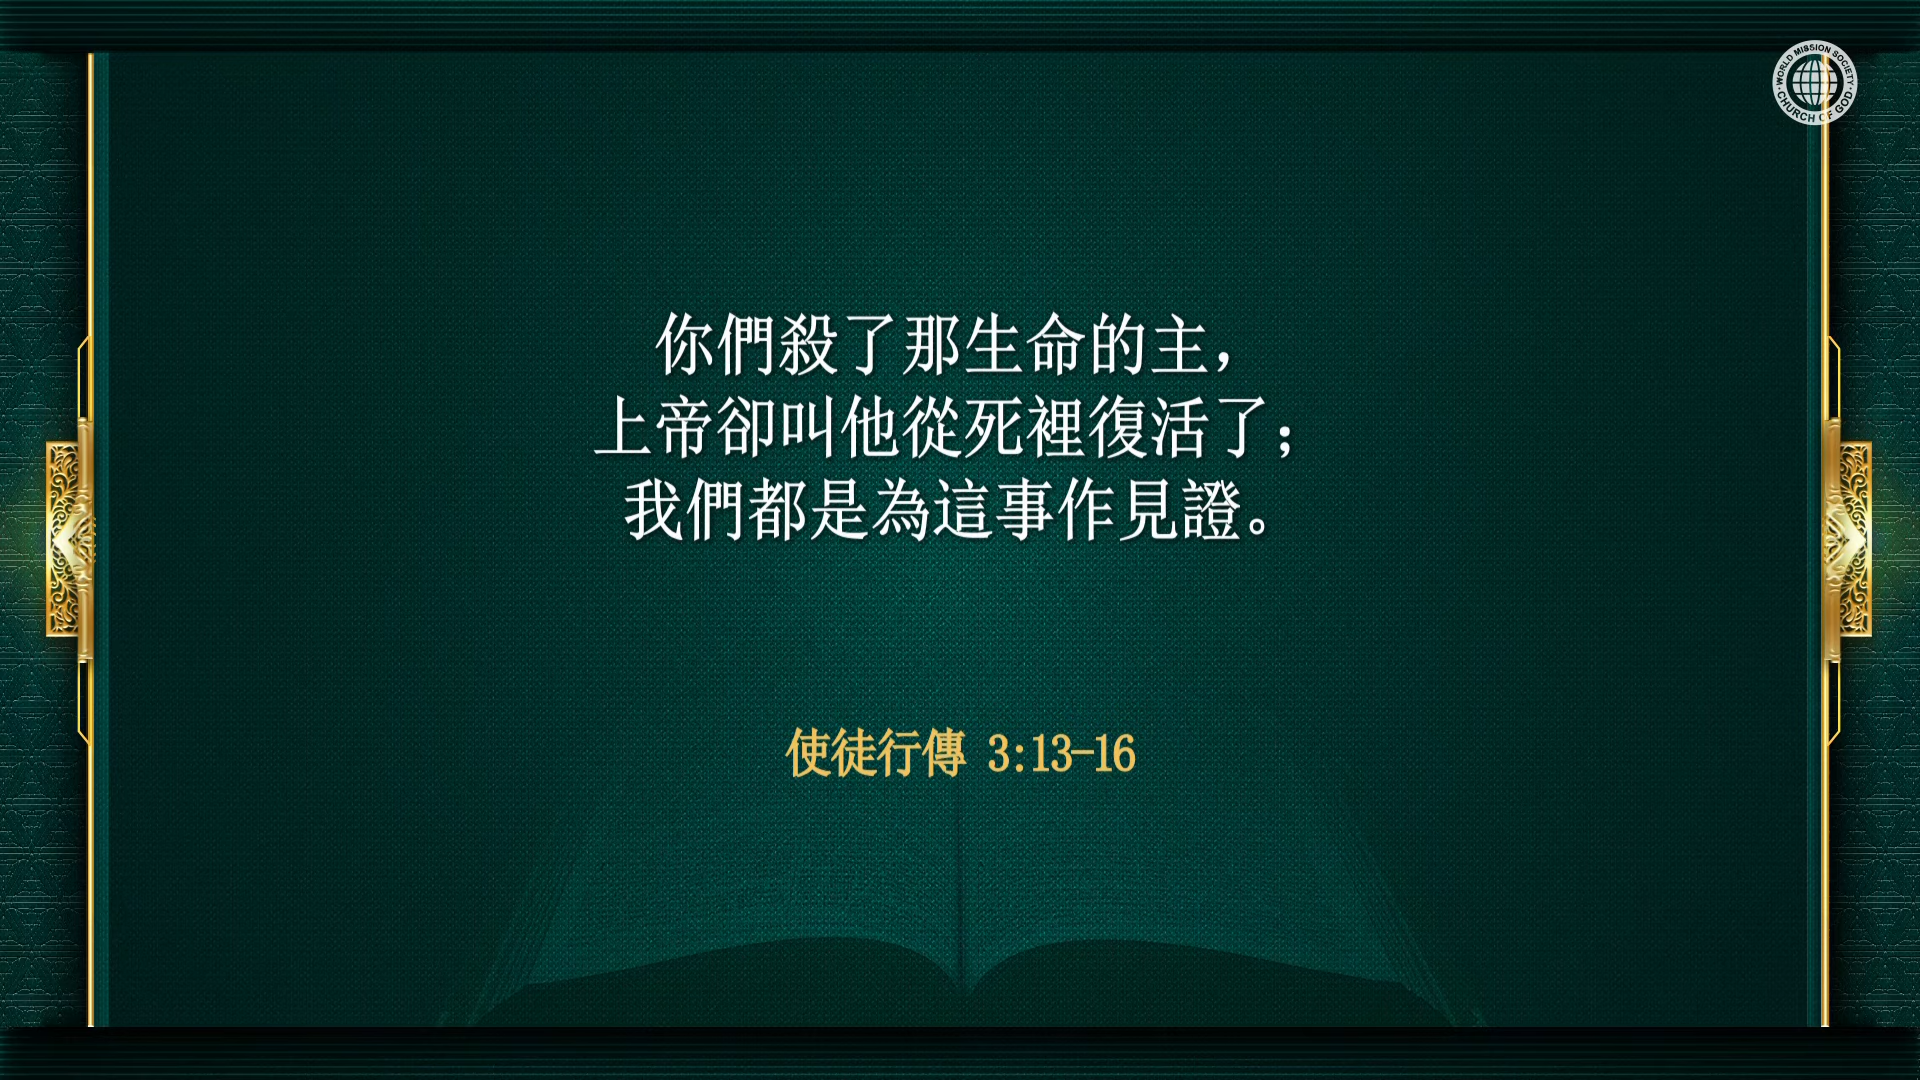 WORLD MISSION SOCIETY
CHURCH OF GOD
你們殺了那生命的主，
上帝卻叫他從死裡復活了；
我們都是為這事作見證。
使徒行傳 3:13-16